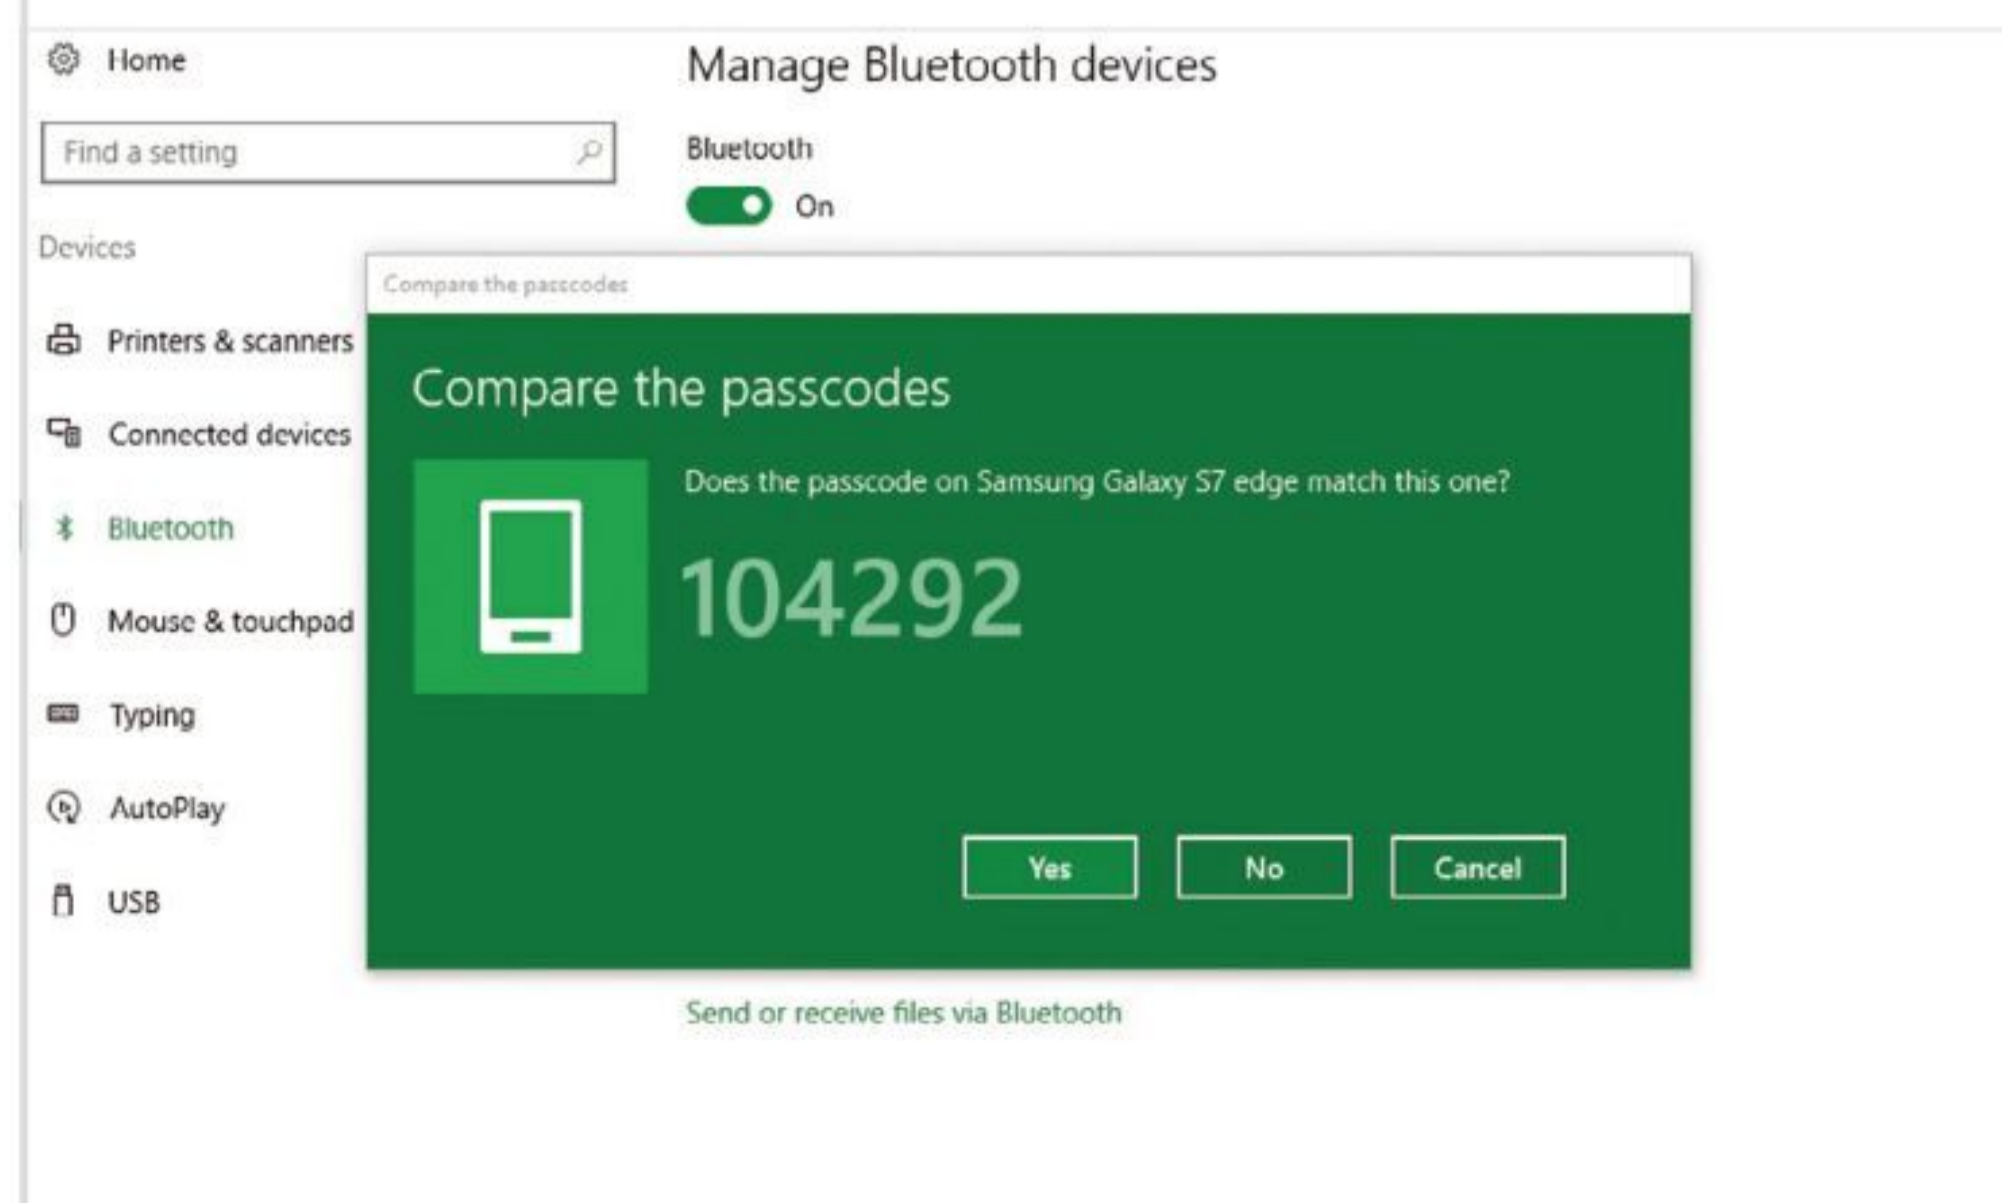 Home
Find a setting
Devices
Printers & scanners
Connected devices
Bluetooth
Mouse & touchpad
Typing
AutoPlay
USB
Manage Bluetooth devices
Bluetooth
On
Compare the passcodes
Compare the passcodes
Does the passcode on Samsung Galaxy S7 edge match this one?
104292
Yes
No
Cancel
Send or receive files via Bluetooth